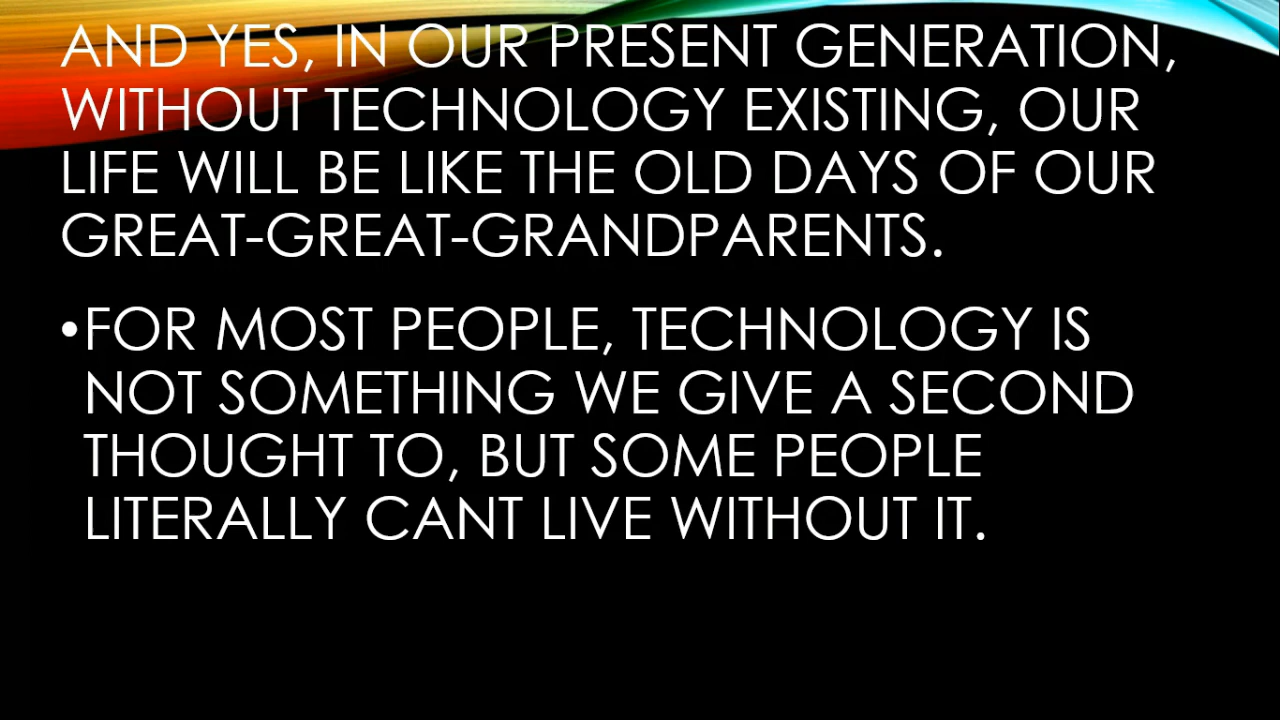 AND YES, IN OUR PRESENT GENERATION,
WITHOUT TECHNOLOGY EXISTING, OUR
LIFE WILL BE LIKE THE OLD DAYS OF OUR
GREAT-GREAT-GRANDPARENTS.
•FOR MOST PEOPLE, TECHNOLOGY IS
NOT SOMETHING WE GIVE A SECOND
THOUGHT TO, BUT SOME PEOPLE
LITERALLY CANT LIVE WITHOUT IT.